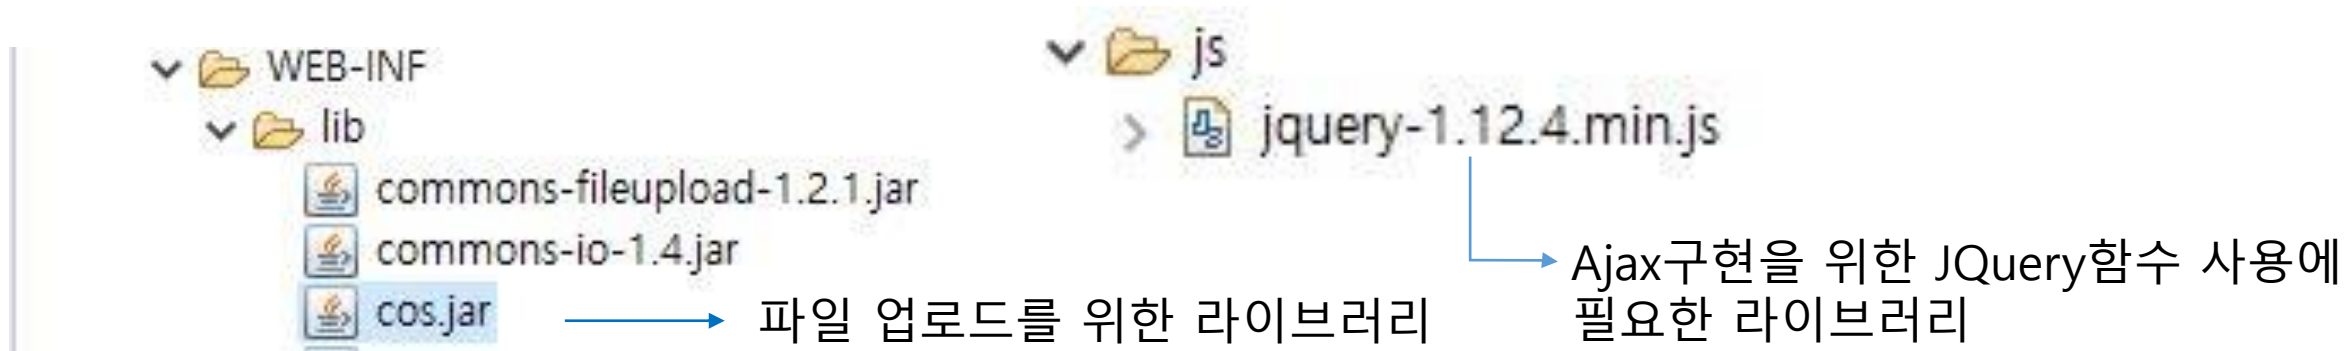 WEB-INF
lib
commons-fileupload-1.2.1.jar
commons-io-1.4.jar
cos.jar
파일 업로드를 위한 라이브러리
js
jquery-1.12.4.min.js
Ajax구현을 위한 JQuery함수 사용에
필요한 라이브러리